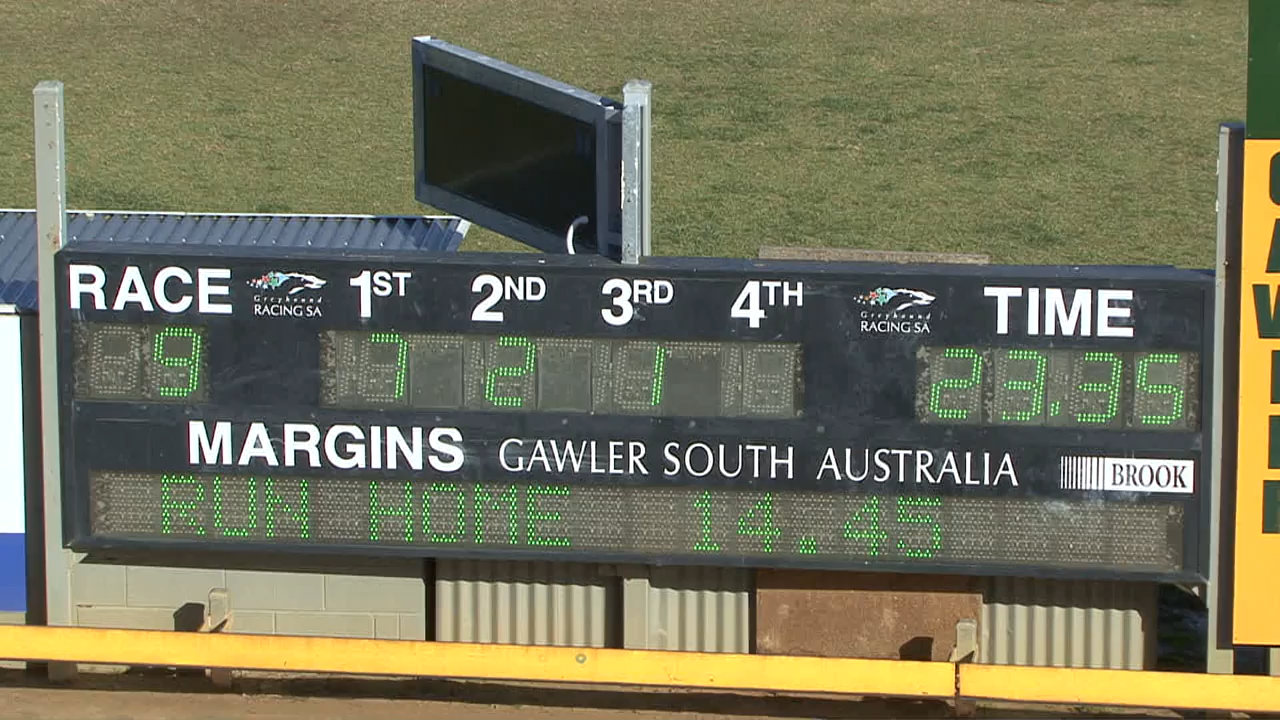 RACE Greyhound RACING SA 1ST 2ND 3RD 4TH Greyhound RACING SA TIME
9 7 2 1 23.35
MARGINS GAWLER SOUTH AUSTRALIA BROOK
RUN HOME 14.45